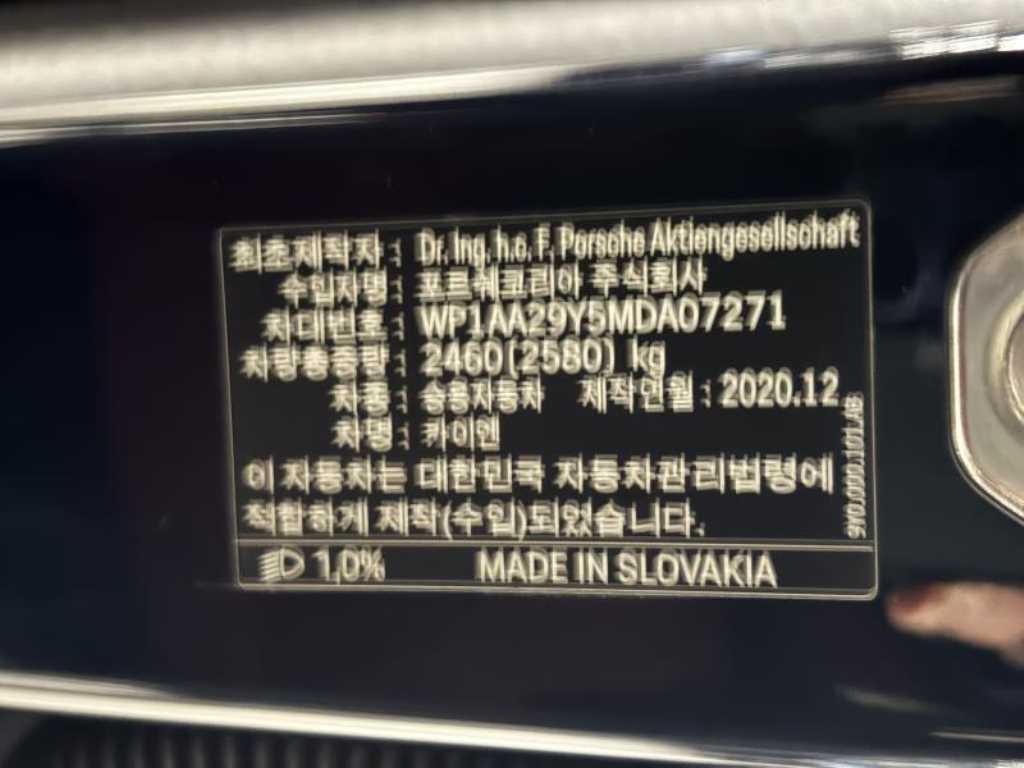 최초제작자 : Dr. Ing. h.c. F. Porsche Aktiengesellschaft
수입자명 : 포르쉐코리아 주식회사
차대번호 : WP1AA29Y5MDA07271
차량총중량 : 2460(2580) kg
차종 : 승용자동차 제작연월 : 2020.12
차명 : 카이엔
이 자동차는 대한민국 자동차관리법령에
적합하게 제작(수입)되었습니다.
1,0% MADE IN SLOVAKIA
9Y0.000.101.AB